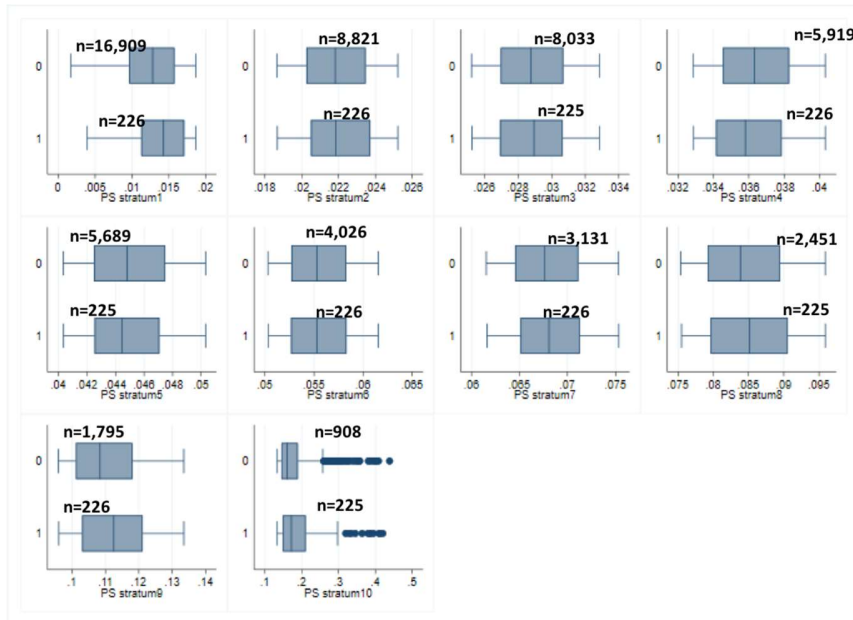 n=16,909
0
n=226
1
0 .005 .01 .015 .02
PS stratum1
n=8,821
0
n=226
1
.018 .02 .022 .024 .026
PS stratum2
n=8,033
0
n=225
1
.026 .028 .03 .032 .034
PS stratum3
n=5,919
0
n=226
1
.032 .034 .036 .038 .04
PS stratum4
n=5,689
0
n=225
1
.04 .042 .044 .046 .048 .05
PS stratum5
n=4,026
0
n=226
1
.05 .055 .06 .065
PS stratum6
n=3,131
0
n=226
1
.06 .065 .07 .075
PS stratum7
n=2,451
0
n=225
1
.075 .08 .085 .09 .095
PS stratum8
n=1,795
0
n=226
1
.1 .11 .12 .13 .14
PS stratum9
n=908
0
n=225
1
.1 .2 .3 .4 .5
PS stratum10